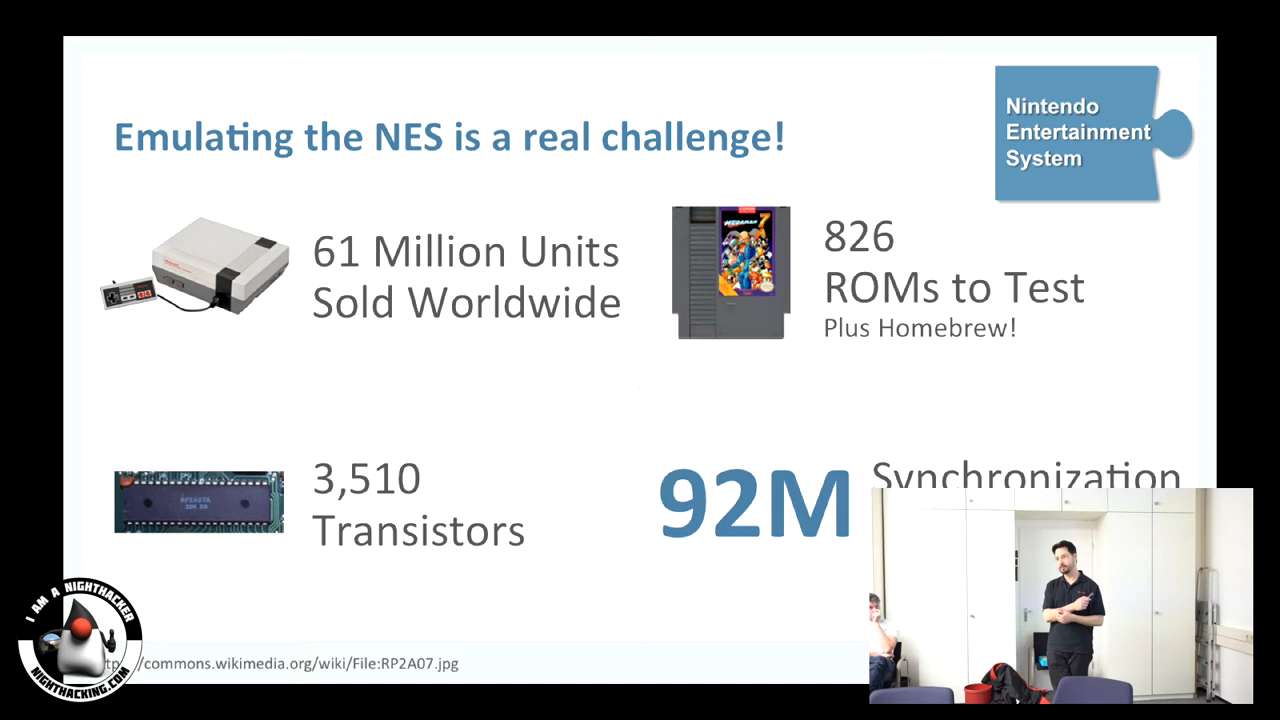 Emulating the NES is a real challenge!
Nintendo
Entertainment
System
61 Million Units
Sold Worldwide
826
ROMs to Test
Plus Homebrew!
3,510
Transistors
92M
Synchronization
/commons.wikimedia.org/wiki/File:RP2A07.jpg
I AM A NIGHTHACKER
NIGHTHACKING.COM